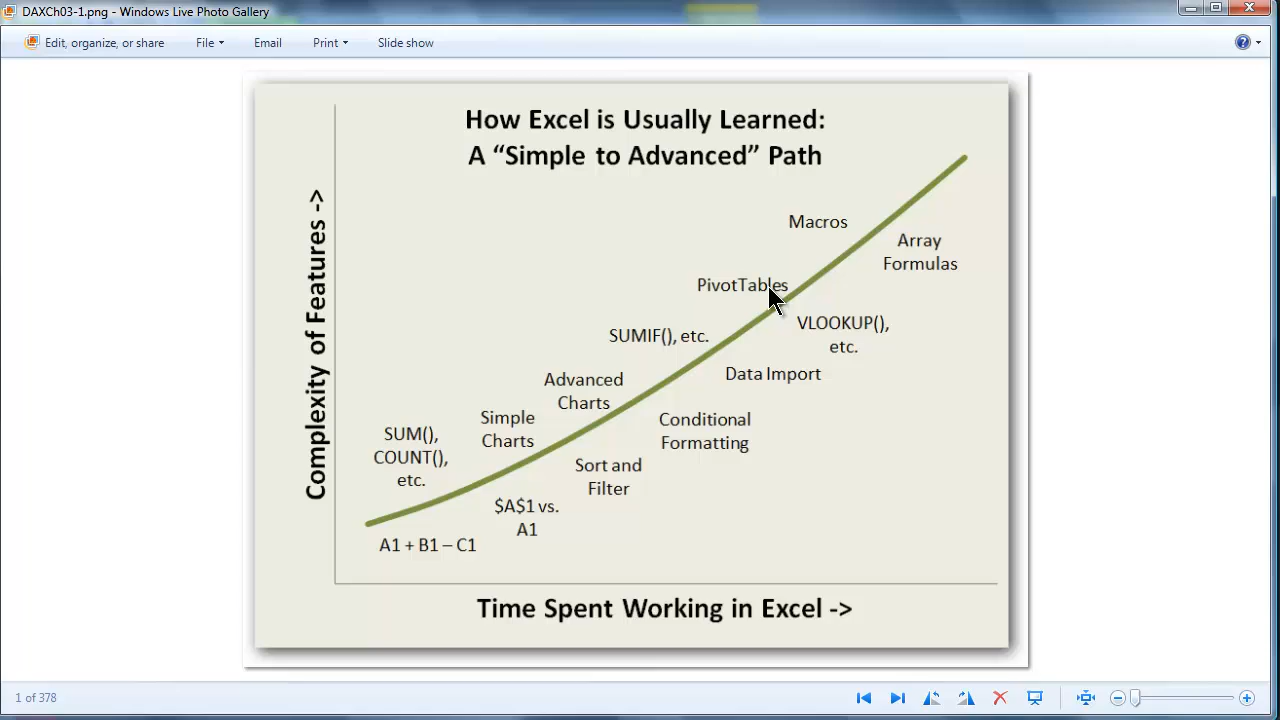 DAXCh03-1.png - Windows Live Photo Gallery
Edit, organize, or share
File
Email
Print
Slide show
?
How Excel is Usually Learned:
A “Simple to Advanced” Path
Complexity of Features ->
Macros
Array
Formulas
PivotTables
VLOOKUP(),
etc.
SUMIF(), etc.
Data Import
Advanced
Charts
Conditional
Formatting
Simple
Charts
SUM(),
COUNT(),
etc.
Sort and
Filter
$A$1 vs.
A1
A1 + B1 – C1
Time Spent Working in Excel ->
1 of 378